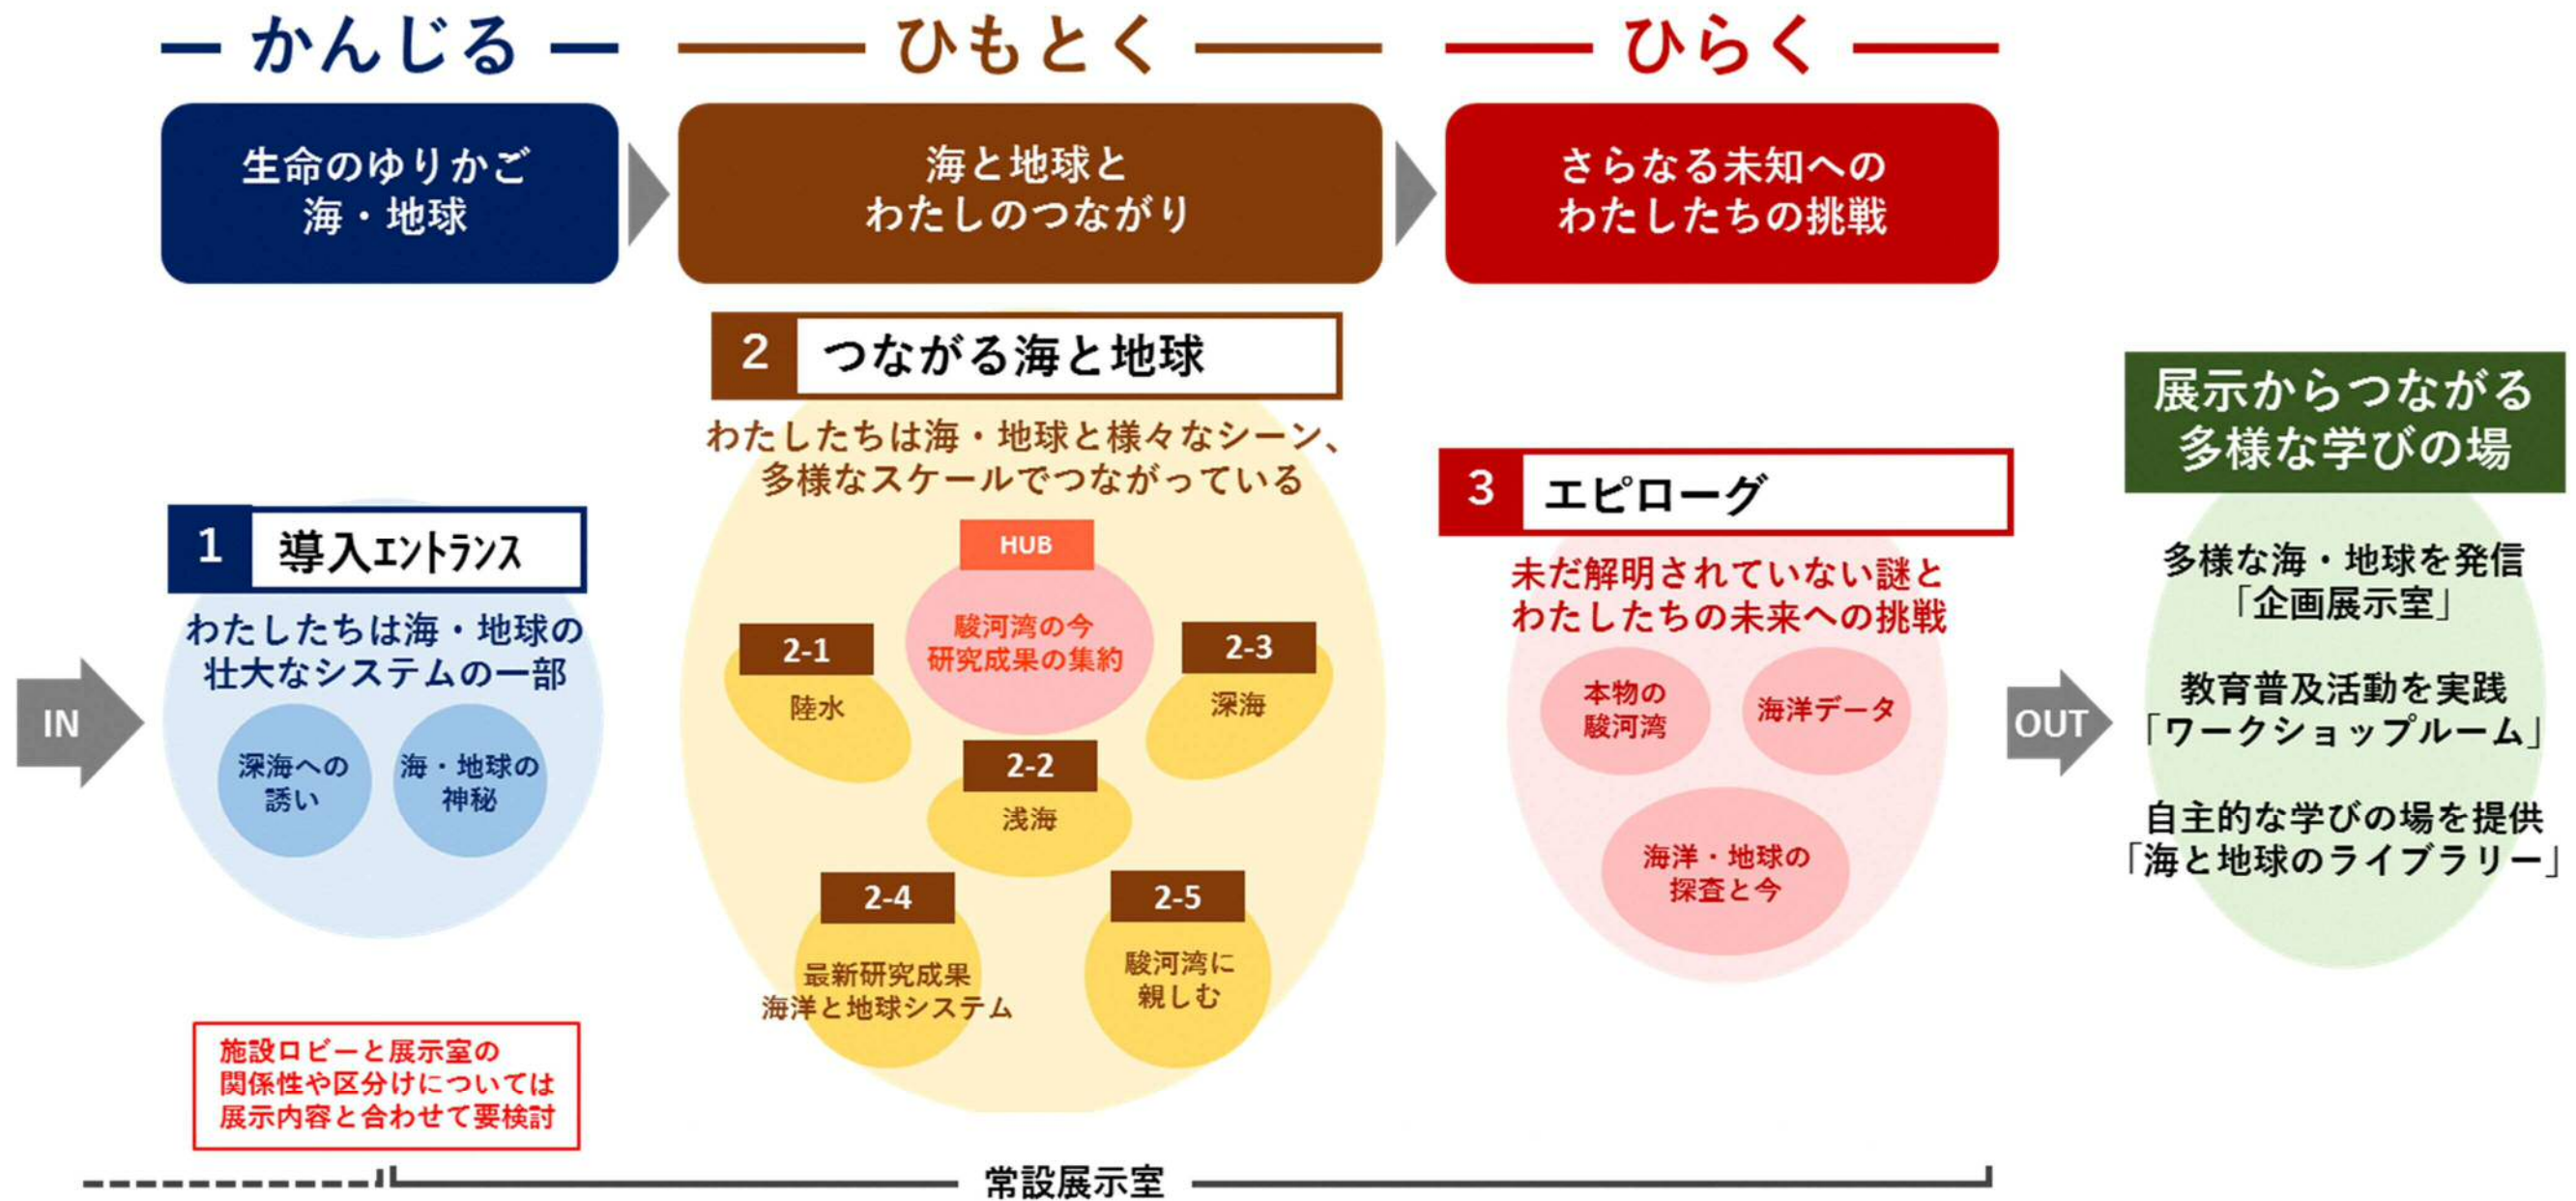 かんじる
ひもとく
ひらく
生命のゆりかご
海・地球
海と地球と
わたしのつながり
さらなる未知への
わたしたちの挑戦
IN
1 導入エントランス
わたしたちは海・地球の
壮大なシステムの一部
深海への
誘い
海・地球の
神秘
施設ロビーと展示室の
関係性や区分けについては
展示内容と合わせて要検討
2 つながる海と地球
わたしたちは海・地球と様々なシーン、
多様なスケールでつながっている
HUB
駿河湾の今
研究成果の集約
2-1
陸水
2-2
浅海
2-3
深海
2-4
最新研究成果
海洋と地球システム
2-5
駿河湾に
親しむ
3 エピローグ
未だ解明されていない謎と
わたしたちの未来への挑戦
本物の
駿河湾
海洋データ
海洋・地球の
探査と今
OUT
展示からつながる
多様な学びの場
多様な海・地球を発信
「企画展示室」
教育普及活動を実践
「ワークショップルーム」
自主的な学びの場を提供
「海と地球のライブラリー」
常設展示室